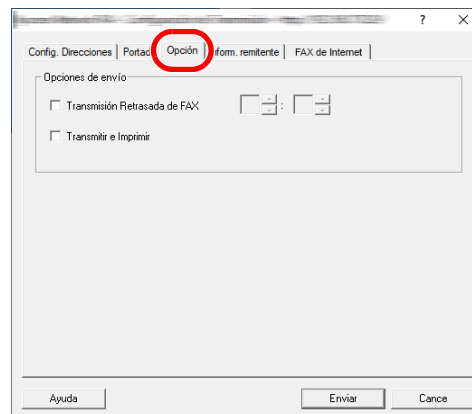 ?
Config. Direcciones Portad Opción nform. remitente FAX de Internet
Opciones de envío
Transmisión Retrasada de FAX :
Transmitir e Imprimir
Ayuda Enviar Cance